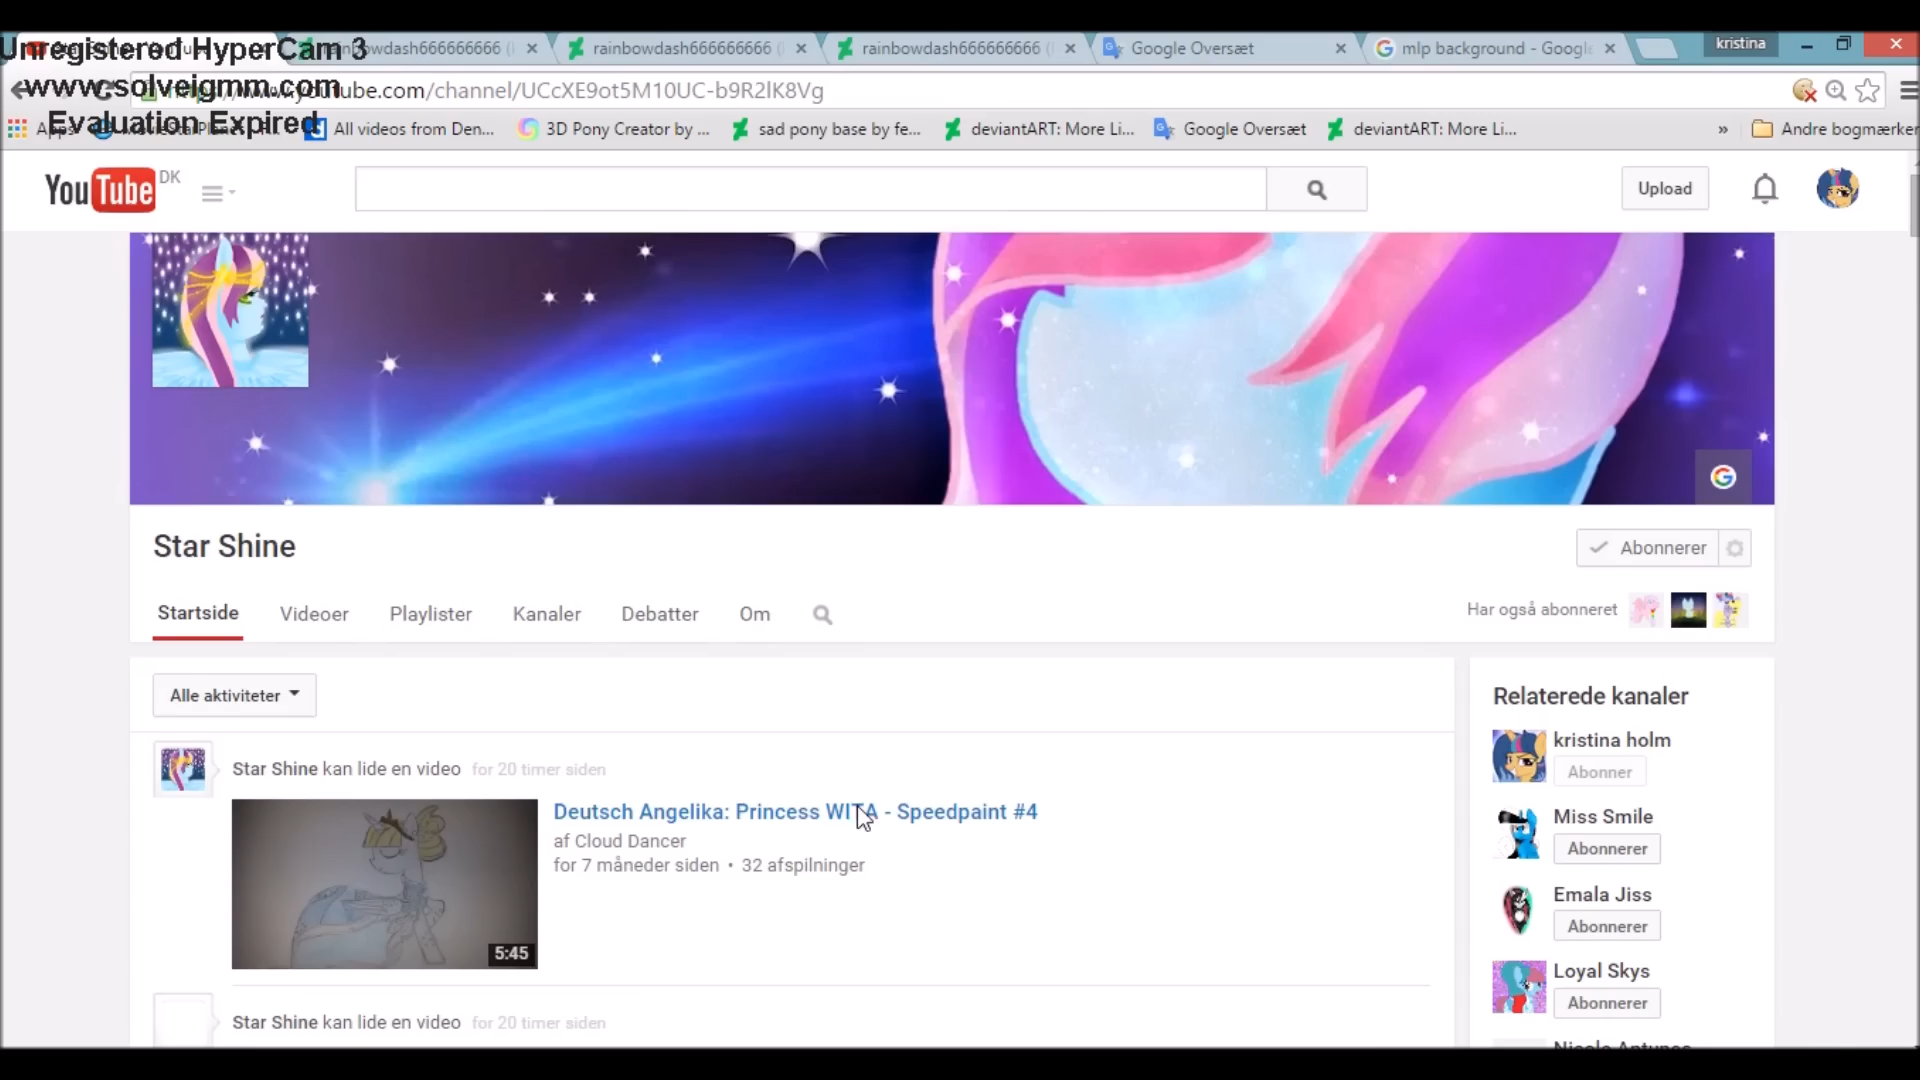 Unregistered HyperCam 3
www.solveigmm.com
Evaluation Expired
rainbowdash666666666
rainbowdash666666666
rainbowdash666666666
Google Oversæt
mlp background - Google
kristina
www.youtube.com/channel/UCcXE9ot5M10UC-b9R2lK8Vg
All videos from Den...
3D Pony Creator by ...
sad pony base by fe...
deviantART: More Li...
Google Oversæt
deviantART: More Li...
»
Andre bogmærker
YouTube DK
Upload
Star Shine
Abonnerer
Startside
Videoer
Playlister
Kanaler
Debatter
Om
Har også abonneret
Alle aktiviteter
Relaterede kanaler
Star Shine kan lide en video for 20 timer siden
Deutsch Angelika: Princess WITA - Speedpaint #4
af Cloud Dancer
for 7 måneder siden • 32 afspilninger
5:45
kristina holm
Abonner
Miss Smile
Abonnerer
Emala Jiss
Abonnerer
Loyal Skys
Abonnerer
Star Shine kan lide en video for 20 timer siden